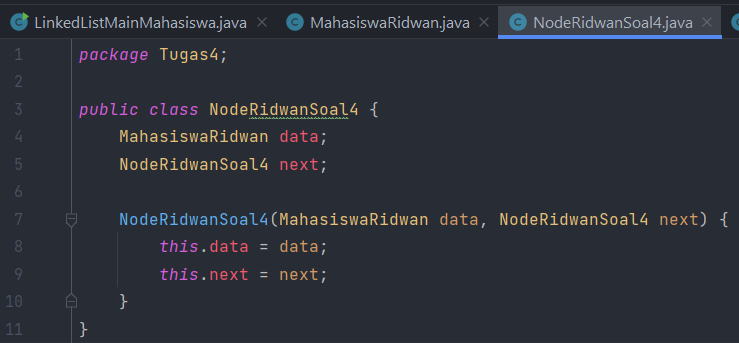 LinkedListMainMahasiswa.java MahasiswaRidwan.java NodeRidwanSoal4.java
1 package Tugas4;
2
3 public class NodeRidwanSoal4 {
4 MahasiswaRidwan data;
5 NodeRidwanSoal4 next;
6
7 NodeRidwanSoal4(MahasiswaRidwan data, NodeRidwanSoal4 next) {
8 this.data = data;
9 this.next = next;
10 }
11 }